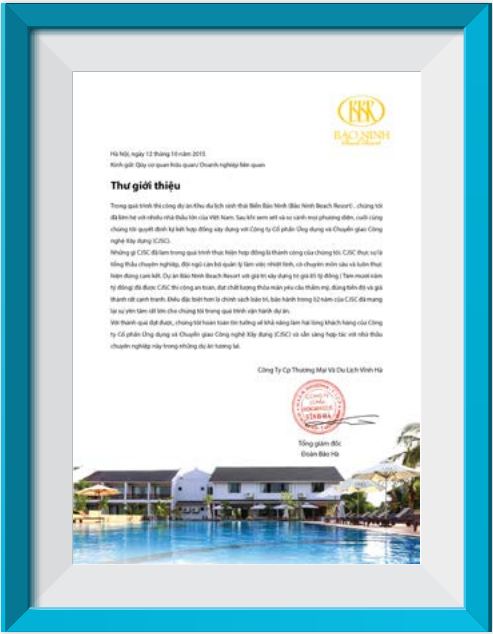 BAO NINH
Beach Resort
Hà Nội, ngày 12 tháng 10 năm 2015
Kính gửi: Qúy cơ quan hữu quan/ Doanh nghiệp liên quan
Thư giới thiệu
Trong quá trình thi công dự án Khu du lịch sinh thái Biển Bảo Ninh (Bảo Ninh Beach Resort) , chúng tôi
đã liên hệ với nhiều nhà thầu lớn của Việt Nam. Sau khi xem xét và so sánh mọi phương diện, cuối cùng
chúng tôi quyết định ký kết hợp đồng xây dựng với Công ty Cổ phần Ứng dụng và Chuyển giao Công
nghệ Xây dựng (CJSC).
Những gì CJSC đã làm trong quá trình thực hiện hợp đồng là thành công của chúng tôi. CJSC thực sự là
tổng thầu chuyên nghiệp, đội ngũ cán bộ quản lý làm việc nhiệt tình, có chuyên môn sâu và luôn thực
hiện đúng cam kết. Dự án Bảo Ninh Beach Resort với giá trị xây dựng trị giá 85 tỷ đồng ( Tám mươi năm
tỷ đồng) đã được CJSC thi công an toàn, đạt chất lượng thỏa mãn yêu cầu thẩm mỹ, đúng tiến độ và giá
thành rất cạnh tranh. Điều đặc biệt hơn là chính sách bảo trì, bảo hành trong 02 năm của CJSC đã mang
lại sự yên tâm rất lớn cho chúng tôi trong quá trình vận hành dự án.
Với thành quả đạt được, chúng tôi hoàn toàn tin tưởng về khả năng làm hài lòng khách hàng của Công
ty Cổ phần Ứng dụng và Chuyển giao Công Nghệ Xây dựng (CJSC) và sẵn sàng hợp tác với nhà thầu
chuyên nghiệp này trong những dự án tương lai.
Công Ty Cp Thương Mại Và Du Lịch Vĩnh Hà
CÔNG TY
CỔ PHẦN
VĨNH HÀ
Tổng giám đốc
Đoàn Bảo Hà